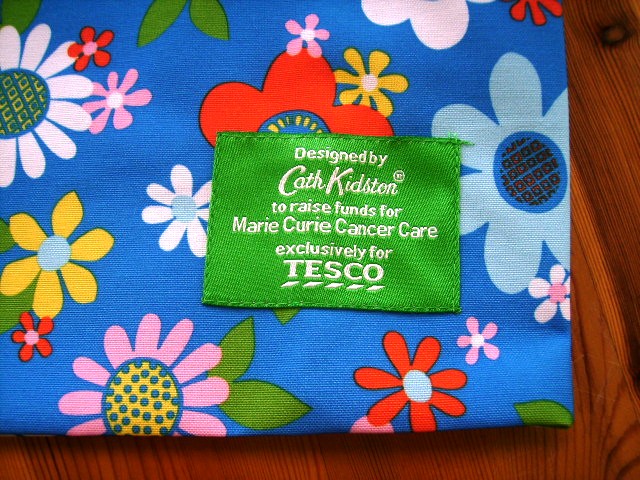 Designed by
Cath Kidston®
to raise funds for
Marie Curie Cancer Care
exclusively for
TESCO